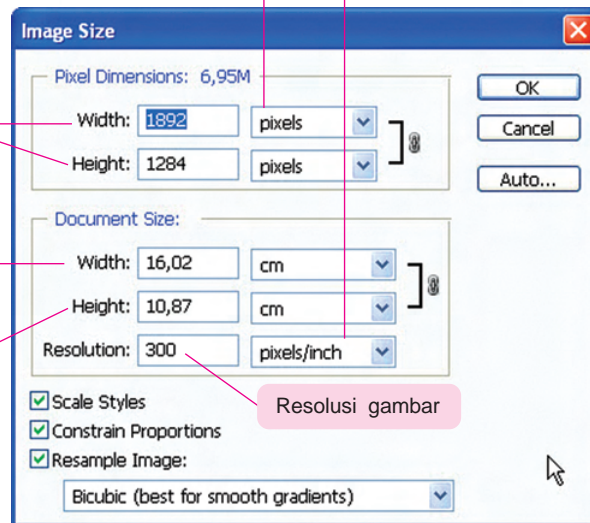 Image Size
Pixel Dimensions: 6,95M
Width: 1892 pixels
Height: 1284 pixels
OK
Cancel
Auto...
Document Size:
Width: 16,02 cm
Height: 10,87 cm
Resolution: 300 pixels/inch
Resolusi gambar
Scale Styles
Constrain Proportions
Resample Image:
Bicubic (best for smooth gradients)